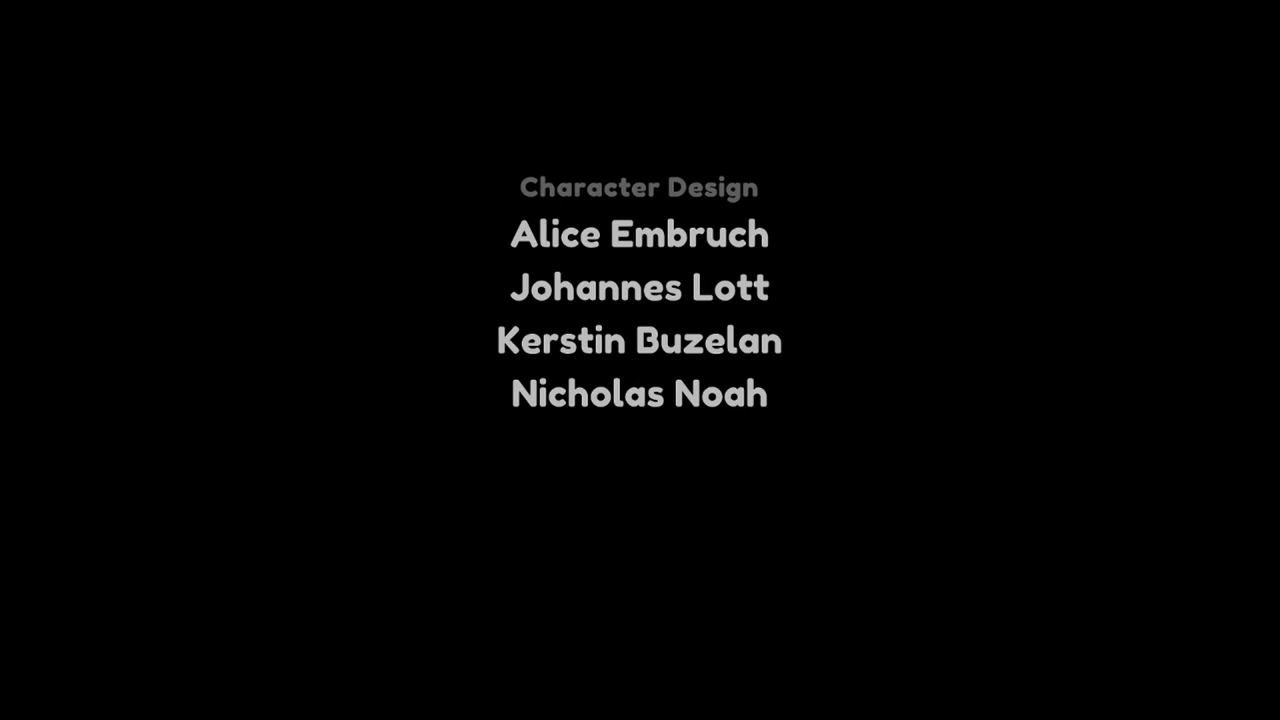 Character Design
Alice Embruch
Johannes Lott
Kerstin Buzelan
Nicholas Noah